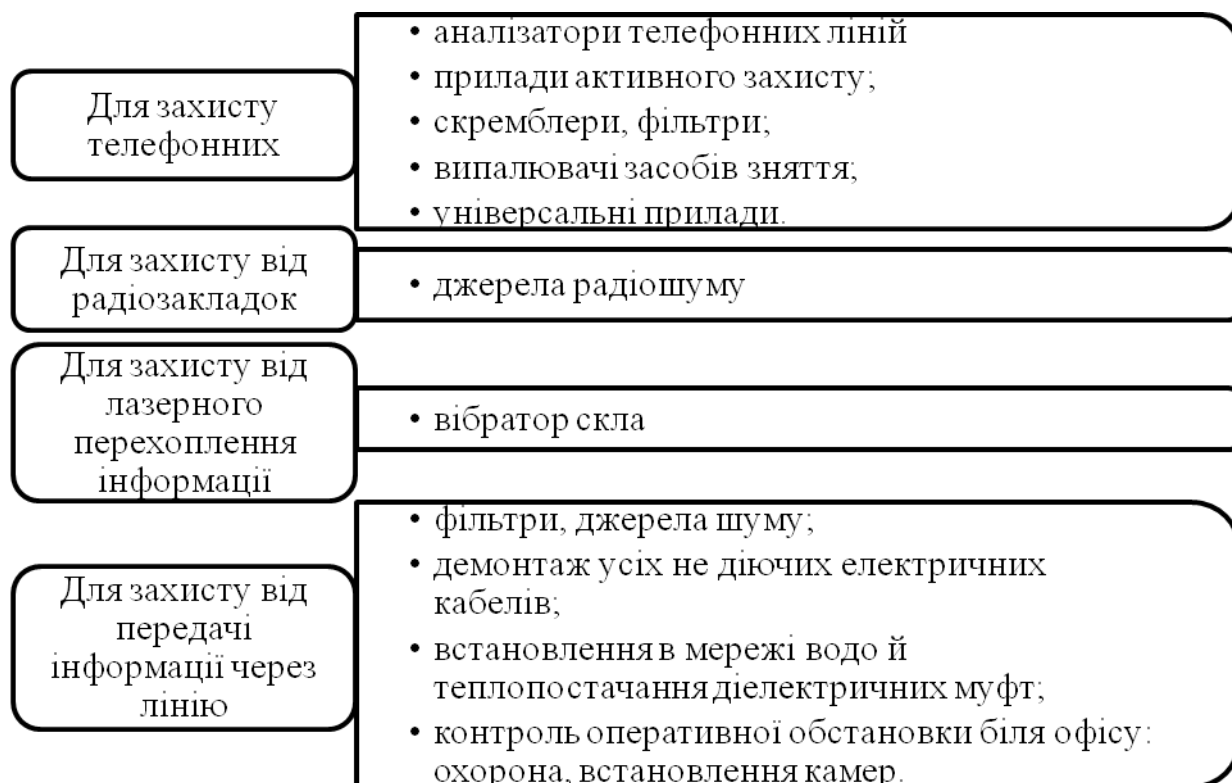 Для захисту
телефонних
• аналізатори телефонних ліній
• прилади активного захисту;
• скремблери, фільтри;
• випалювачі засобів зняття;
• універсальні прилади.
Для захисту від
радіозакладок
• джерела радіошуму
Для захисту від
лазерного
перехоплення
інформації
• вібратор скла
Для захисту від
передачі
інформації через
лінію
• фільтри, джерела шуму;
• демонтаж усіх не діючих електричних
кабелів;
• встановлення в мережі водо й
теплопостачання діелектричних муфт;
• контроль оперативної обстановки біля офісу:
охорона, встановлення камер.